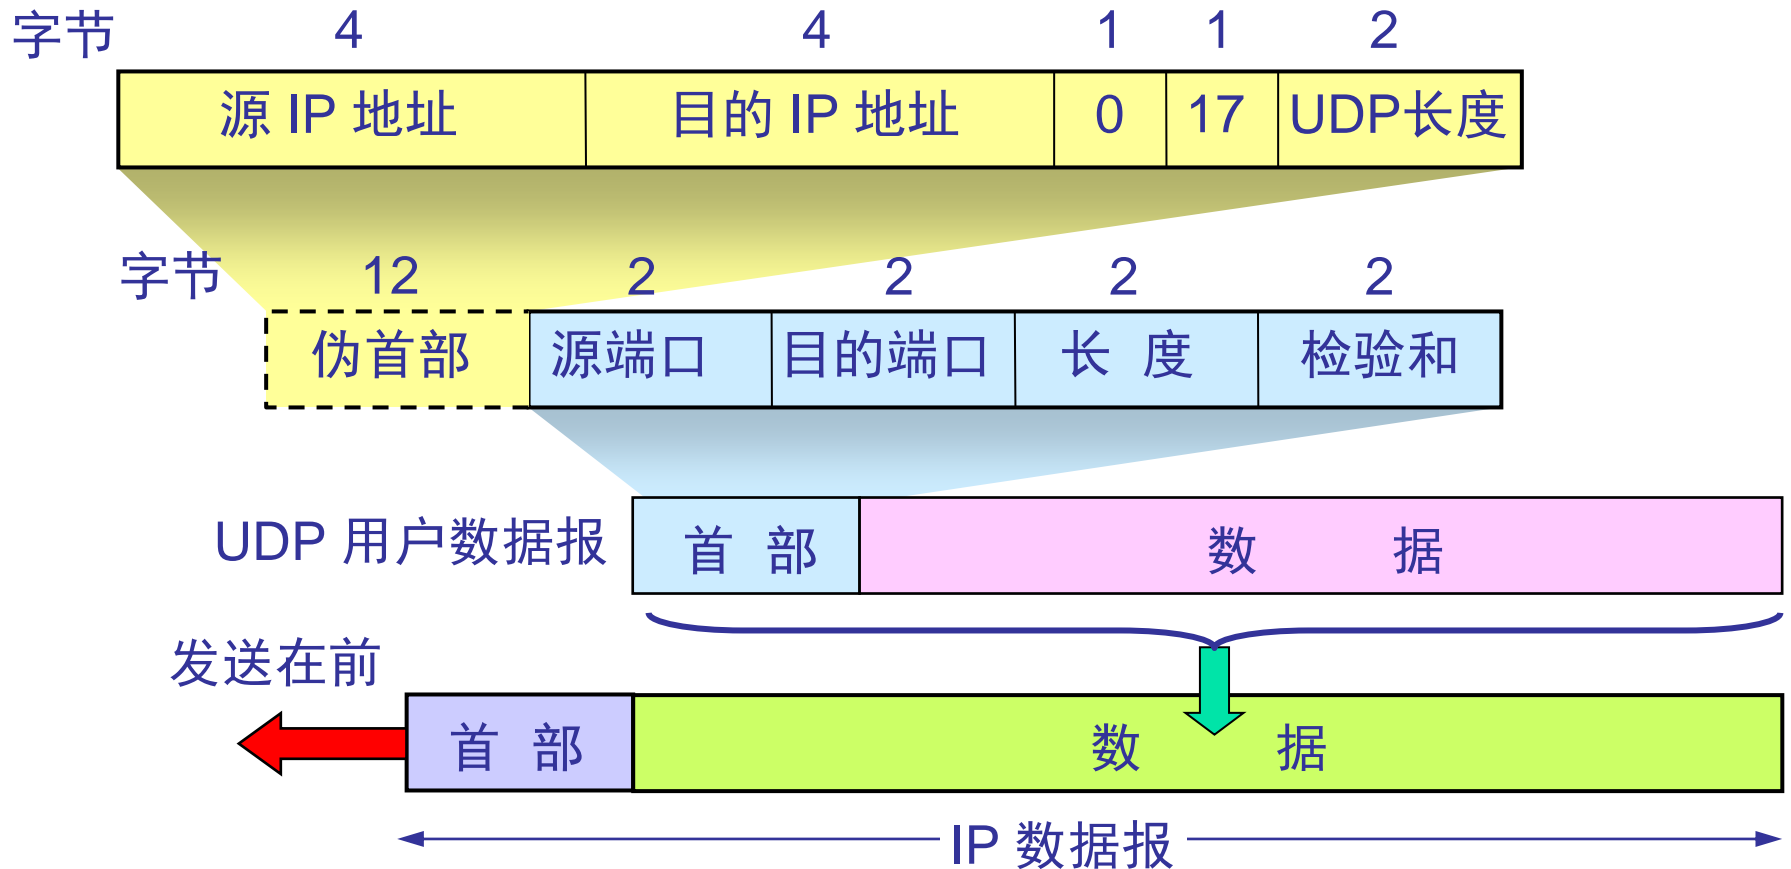 字节 4 4 1 1 2
源 IP 地址 目的 IP 地址 0 17 UDP长度
字节 12 2 2 2 2
伪首部 源端口 目的端口 长 度 检验和
UDP 用户数据报 首 部 数 据
发送在前
首 部 数 据
IP 数据报